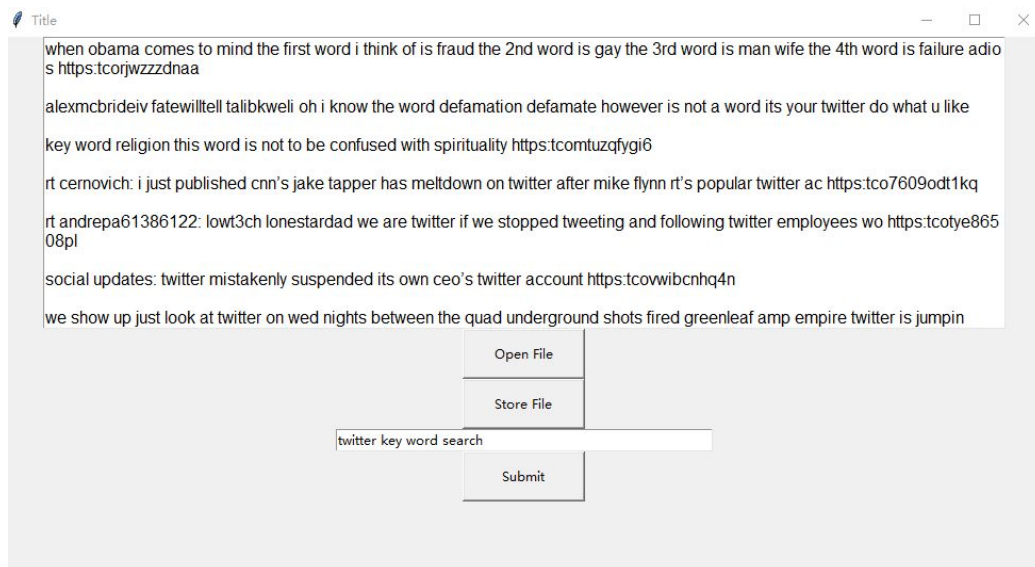 Title
when obama comes to mind the first word i think of is fraud the 2nd word is gay the 3rd word is man wife the 4th word is failure adio
s https:tcorjwzzzdnaa
alexmcbrideiv fatewilltell talibkweli oh i know the word defamation defamate however is not a word its your twitter do what u like
key word religion this word is not to be confused with spirituality https:tcomtuzqfygi6
rt cernovich: i just published cnn’s jake tapper has meltdown on twitter after mike flynn rt’s popular twitter ac https:tco7609odt1kq
rt andrepa61386122: lowt3ch lonestardad we are twitter if we stopped tweeting and following twitter employees wo https:tcotye865
08pl
social updates: twitter mistakenly suspended its own ceo’s twitter account https:tcovwibcnhq4n
we show up just look at twitter on wed nights between the quad underground shots fired greenleaf amp empire twitter is jumpin
Open File
Store File
twitter key word search
Submit